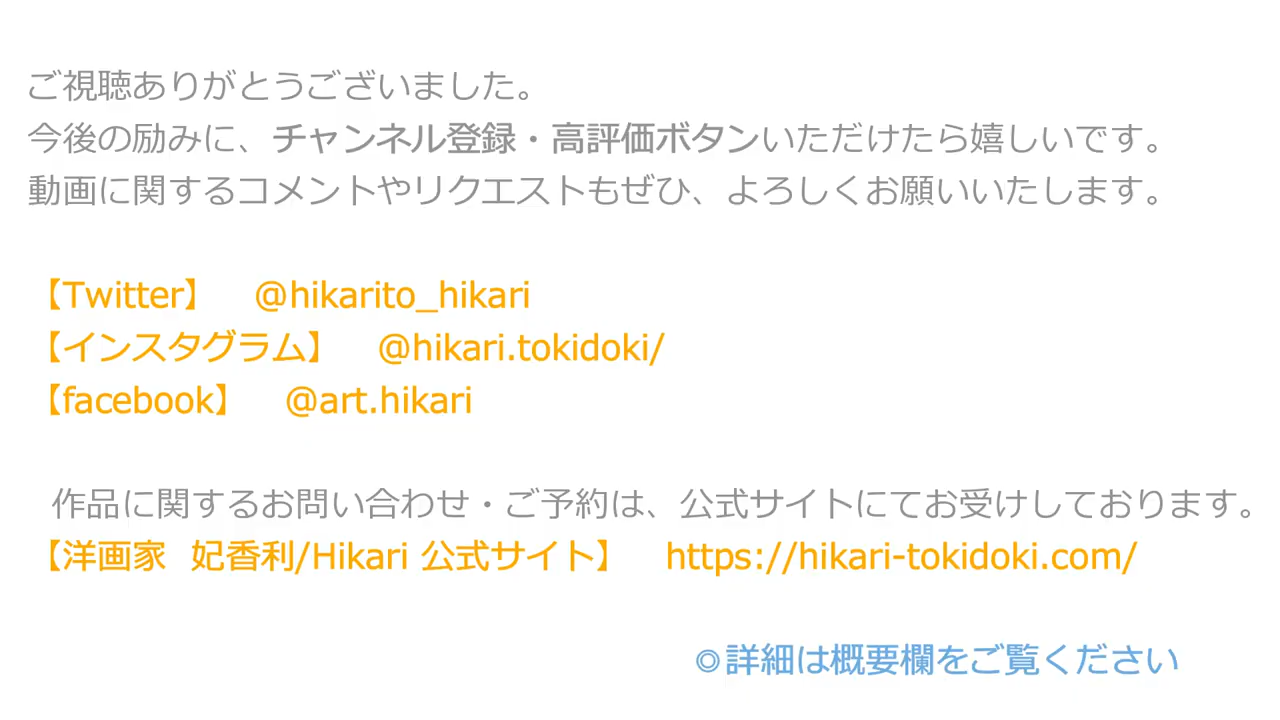 ご視聴ありがとうございました。
今後の励みに、チャンネル登録・高評価ボタンいただけたら嬉しいです。
動画に関するコメントやリクエストもぜひ、よろしくお願いいたします。
【Twitter】 @hikarito_hikari
【インスタグラム】 @hikari.tokidoki/
【facebook】 @art.hikari
作品に関するお問い合わせ・ご予約は、公式サイトにてお受けしております。
【洋画家 妃香利/Hikari 公式サイト】 https://hikari-tokidoki.com/
◎詳細は概要欄をご覧ください